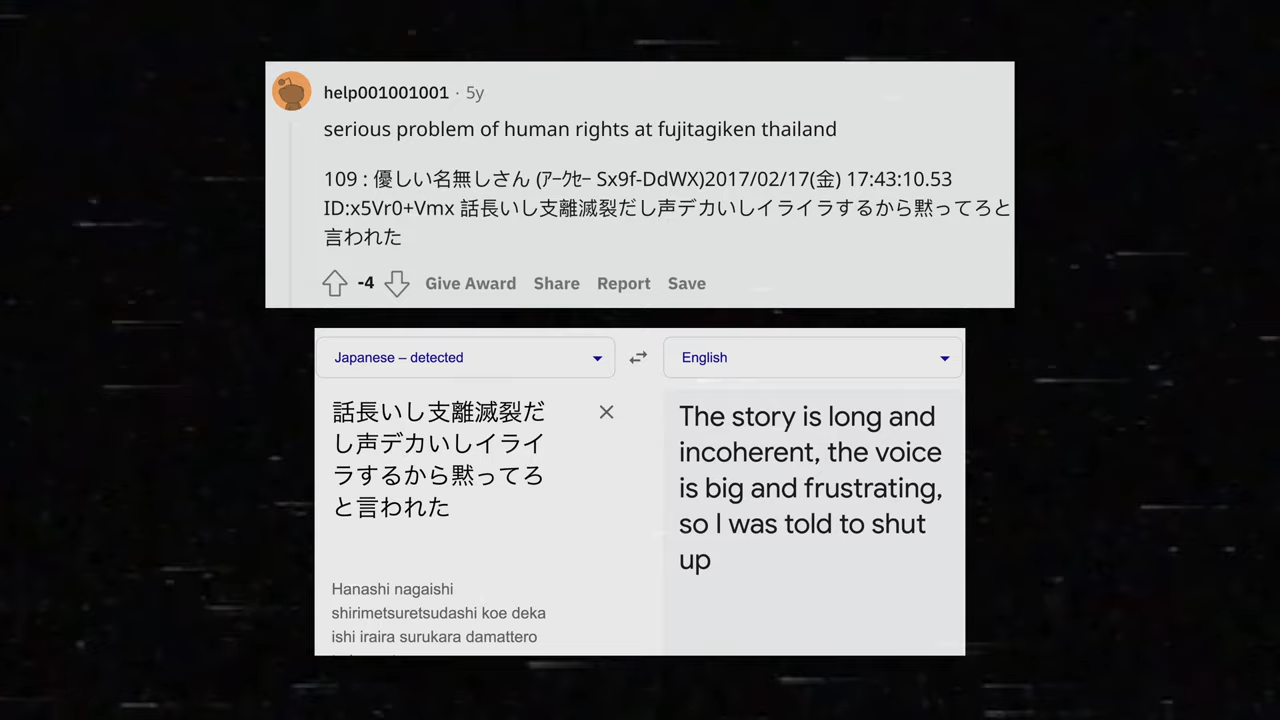 help001001001 · 5y
serious problem of human rights at fujitagiken thailand
109 : 優しい名無しさん (ｱｰｸｾｰ Sx9f-DdWX)2017/02/17(金) 17:43:10.53
ID:x5Vr0+Vmx 話長いし支離滅裂だし声デカいしイライラするから黙ってろと
言われた
-4 Give Award Share Report Save
Japanese – detected
English
話長いし支離滅裂だ
し声デカいしイライ
ラするから黙ってろ
と言われた
Hanashi nagaishi
shirimetsuretsudashi koe deka
ishi iraira surukara damattero
The story is long and
incoherent, the voice
is big and frustrating,
so I was told to shut
up